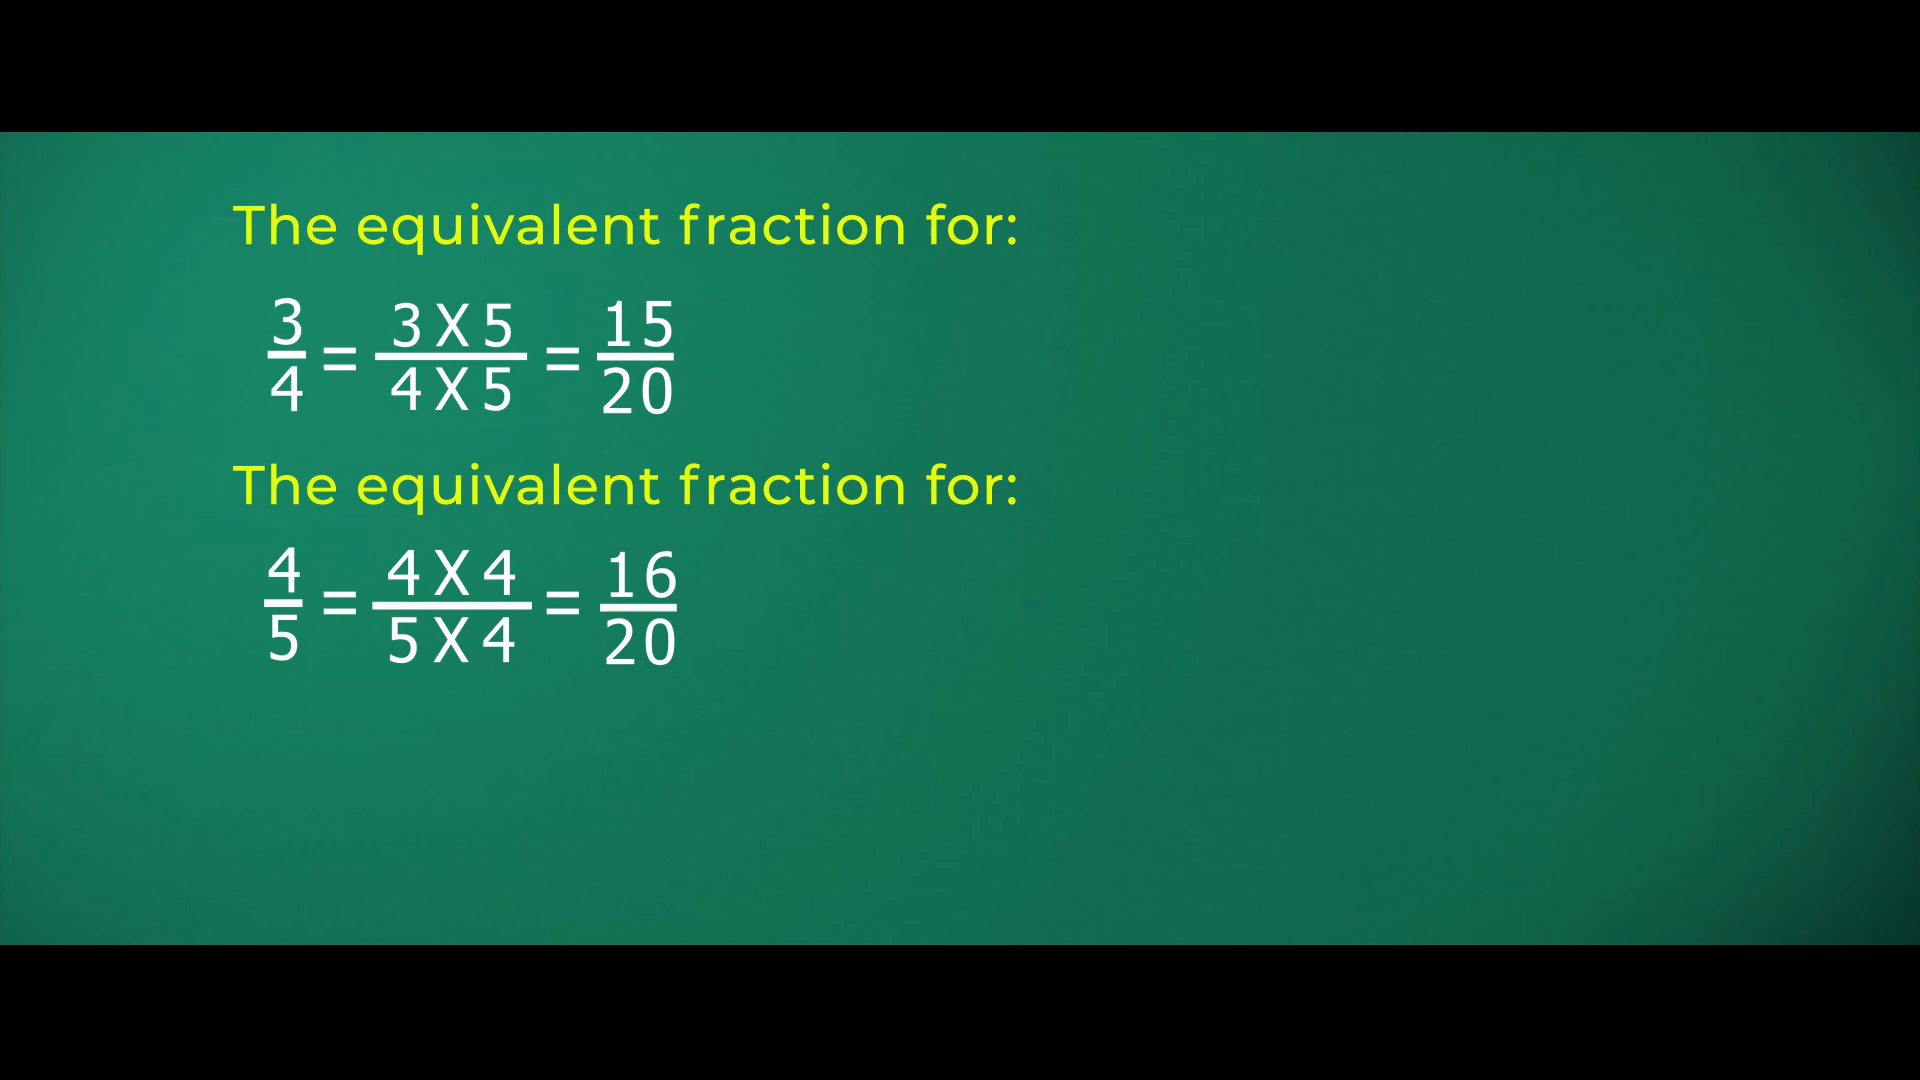 The equivalent fraction for:
3/4 = 3 X 5/4 X 5 = 15/20
The equivalent fraction for:
4/5 = 4 X 4/5 X 4 = 16/20